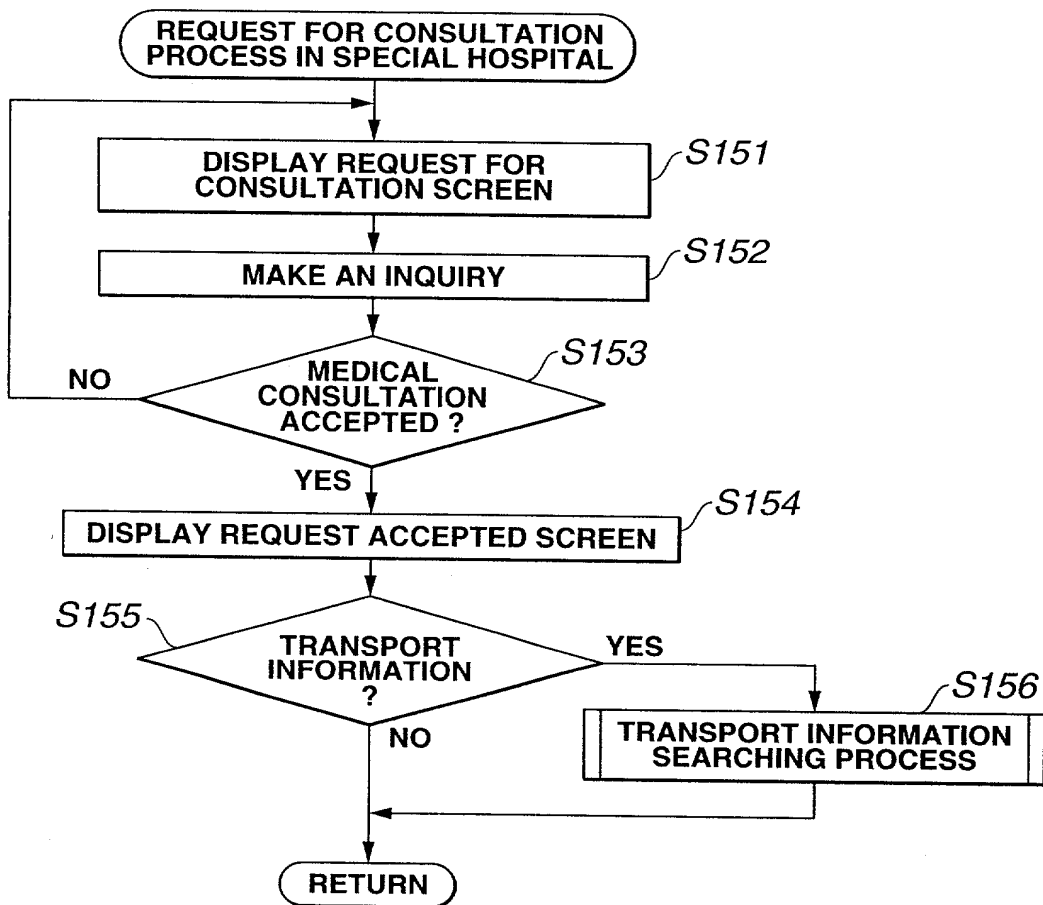 REQUEST FOR CONSULTATION
PROCESS IN SPECIAL HOSPITAL
DISPLAY REQUEST FOR
CONSULTATION SCREEN
S151
MAKE AN INQUIRY
S152
MEDICAL
CONSULTATION
ACCEPTED ?
S153
NO
YES
DISPLAY REQUEST ACCEPTED SCREEN
S154
S155
TRANSPORT
INFORMATION
?
YES
NO
S156
TRANSPORT INFORMATION
SEARCHING PROCESS
RETURN